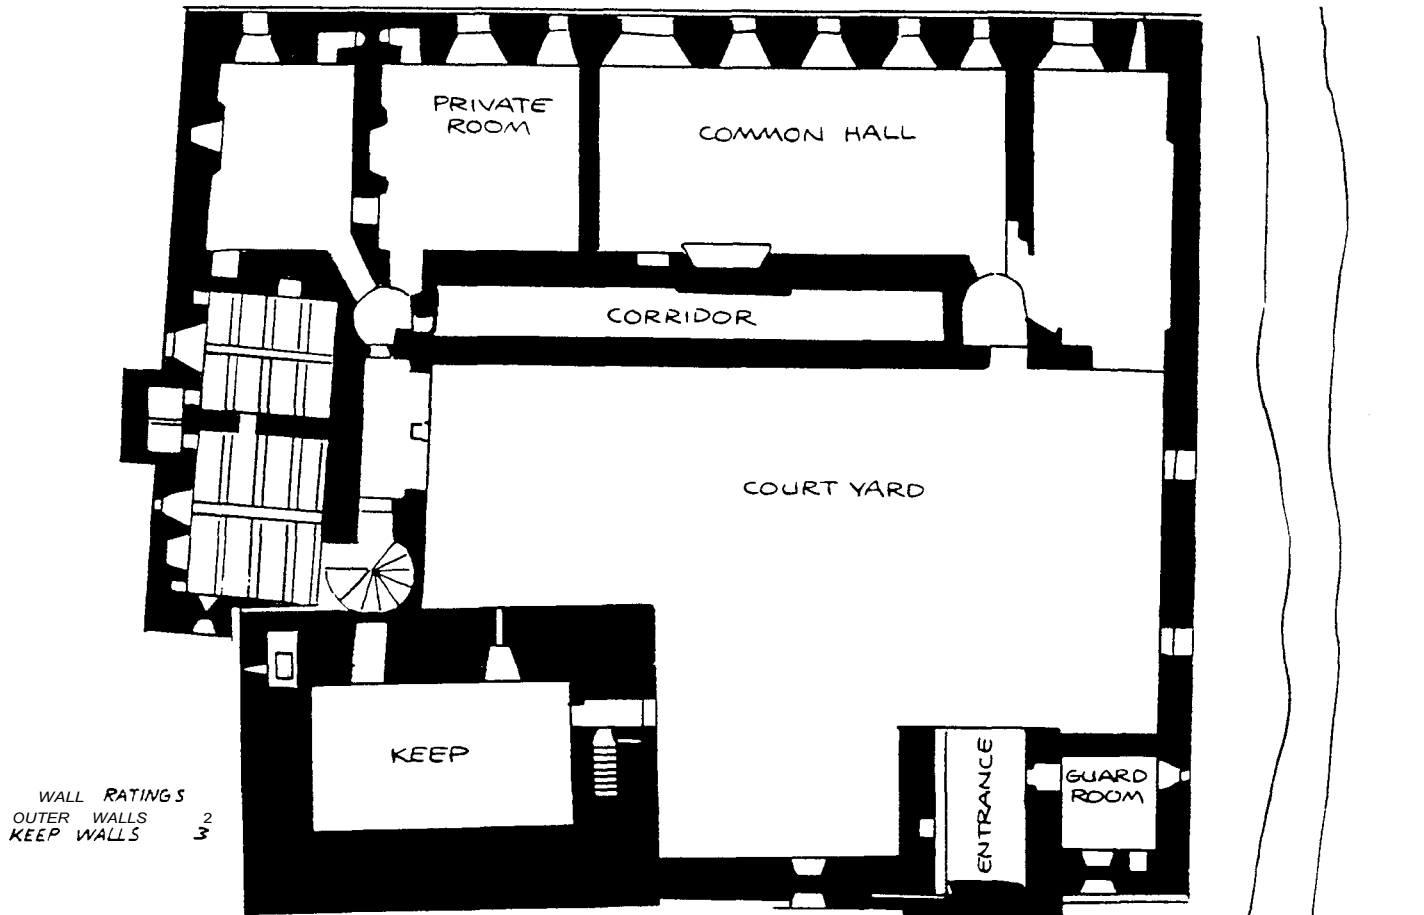 PRIVATE
ROOM
COMMON HALL
CORRIDOR
COURT YARD
KEEP
ENTRANCE
GUARD
ROOM
WALL RATINGS
OUTER WALLS 2
KEEP WALLS 3